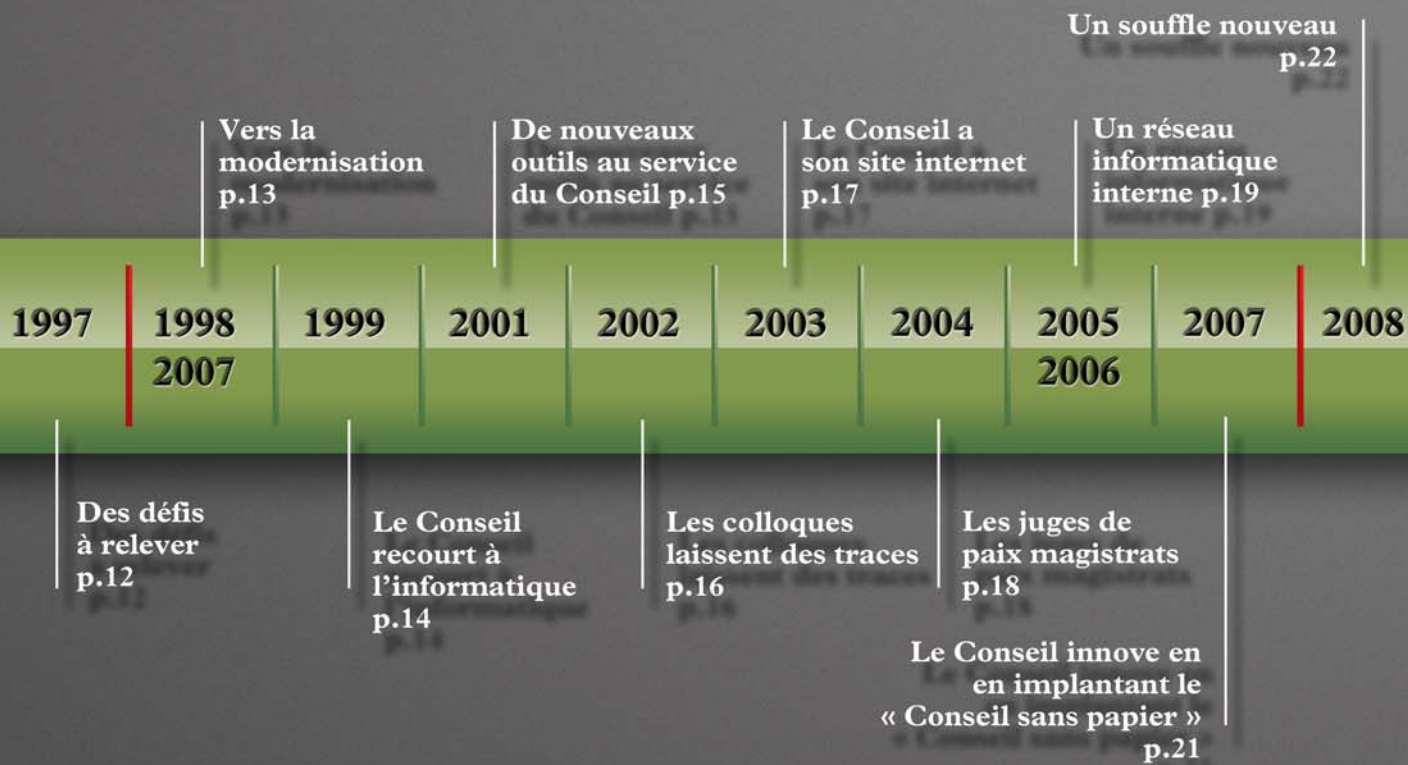 Un souffle nouveau
p.22
Vers la
modernisation
p.13
De nouveaux
outils au service
du Conseil p.15
Le Conseil a
son site internet
p.17
Un réseau
informatique
interne p.19
1997
1998
2007
1999
2001
2002
2003
2004
2005
2006
2007
2008
Des défis
à relever
p.12
Le Conseil
recourt à
l’informatique
p.14
Les colloques
laissent des traces
p.16
Les juges de
paix magistrats
p.18
Le Conseil innove en
en implantant le
« Conseil sans papier »
p.21